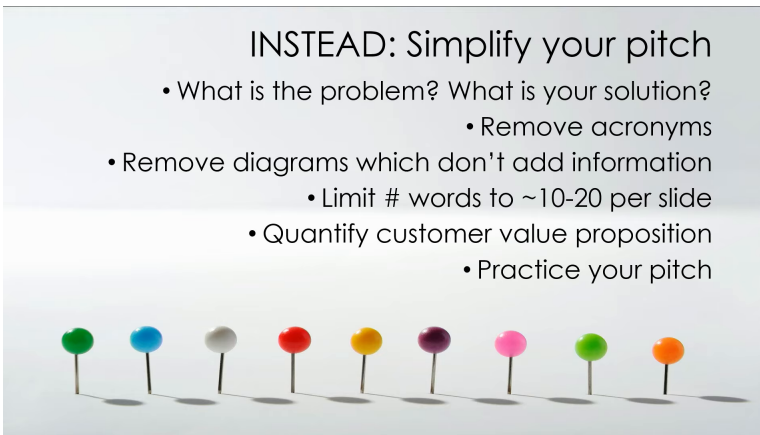 INSTEAD: Simplify your pitch
• What is the problem? What is your solution?
• Remove acronyms
• Remove diagrams which don't add information
• Limit # words to ~10-20 per slide
• Quantify customer value proposition
• Practice your pitch